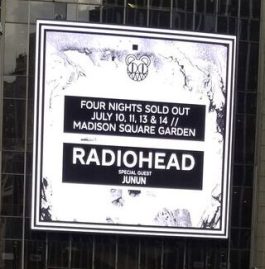 FOUR NIGHTS SOLD OUT
JULY 10, 11, 13 & 14 //
MADISON SQUARE GARDEN
RADIOHEAD
SPECIAL GUEST
JUNUN